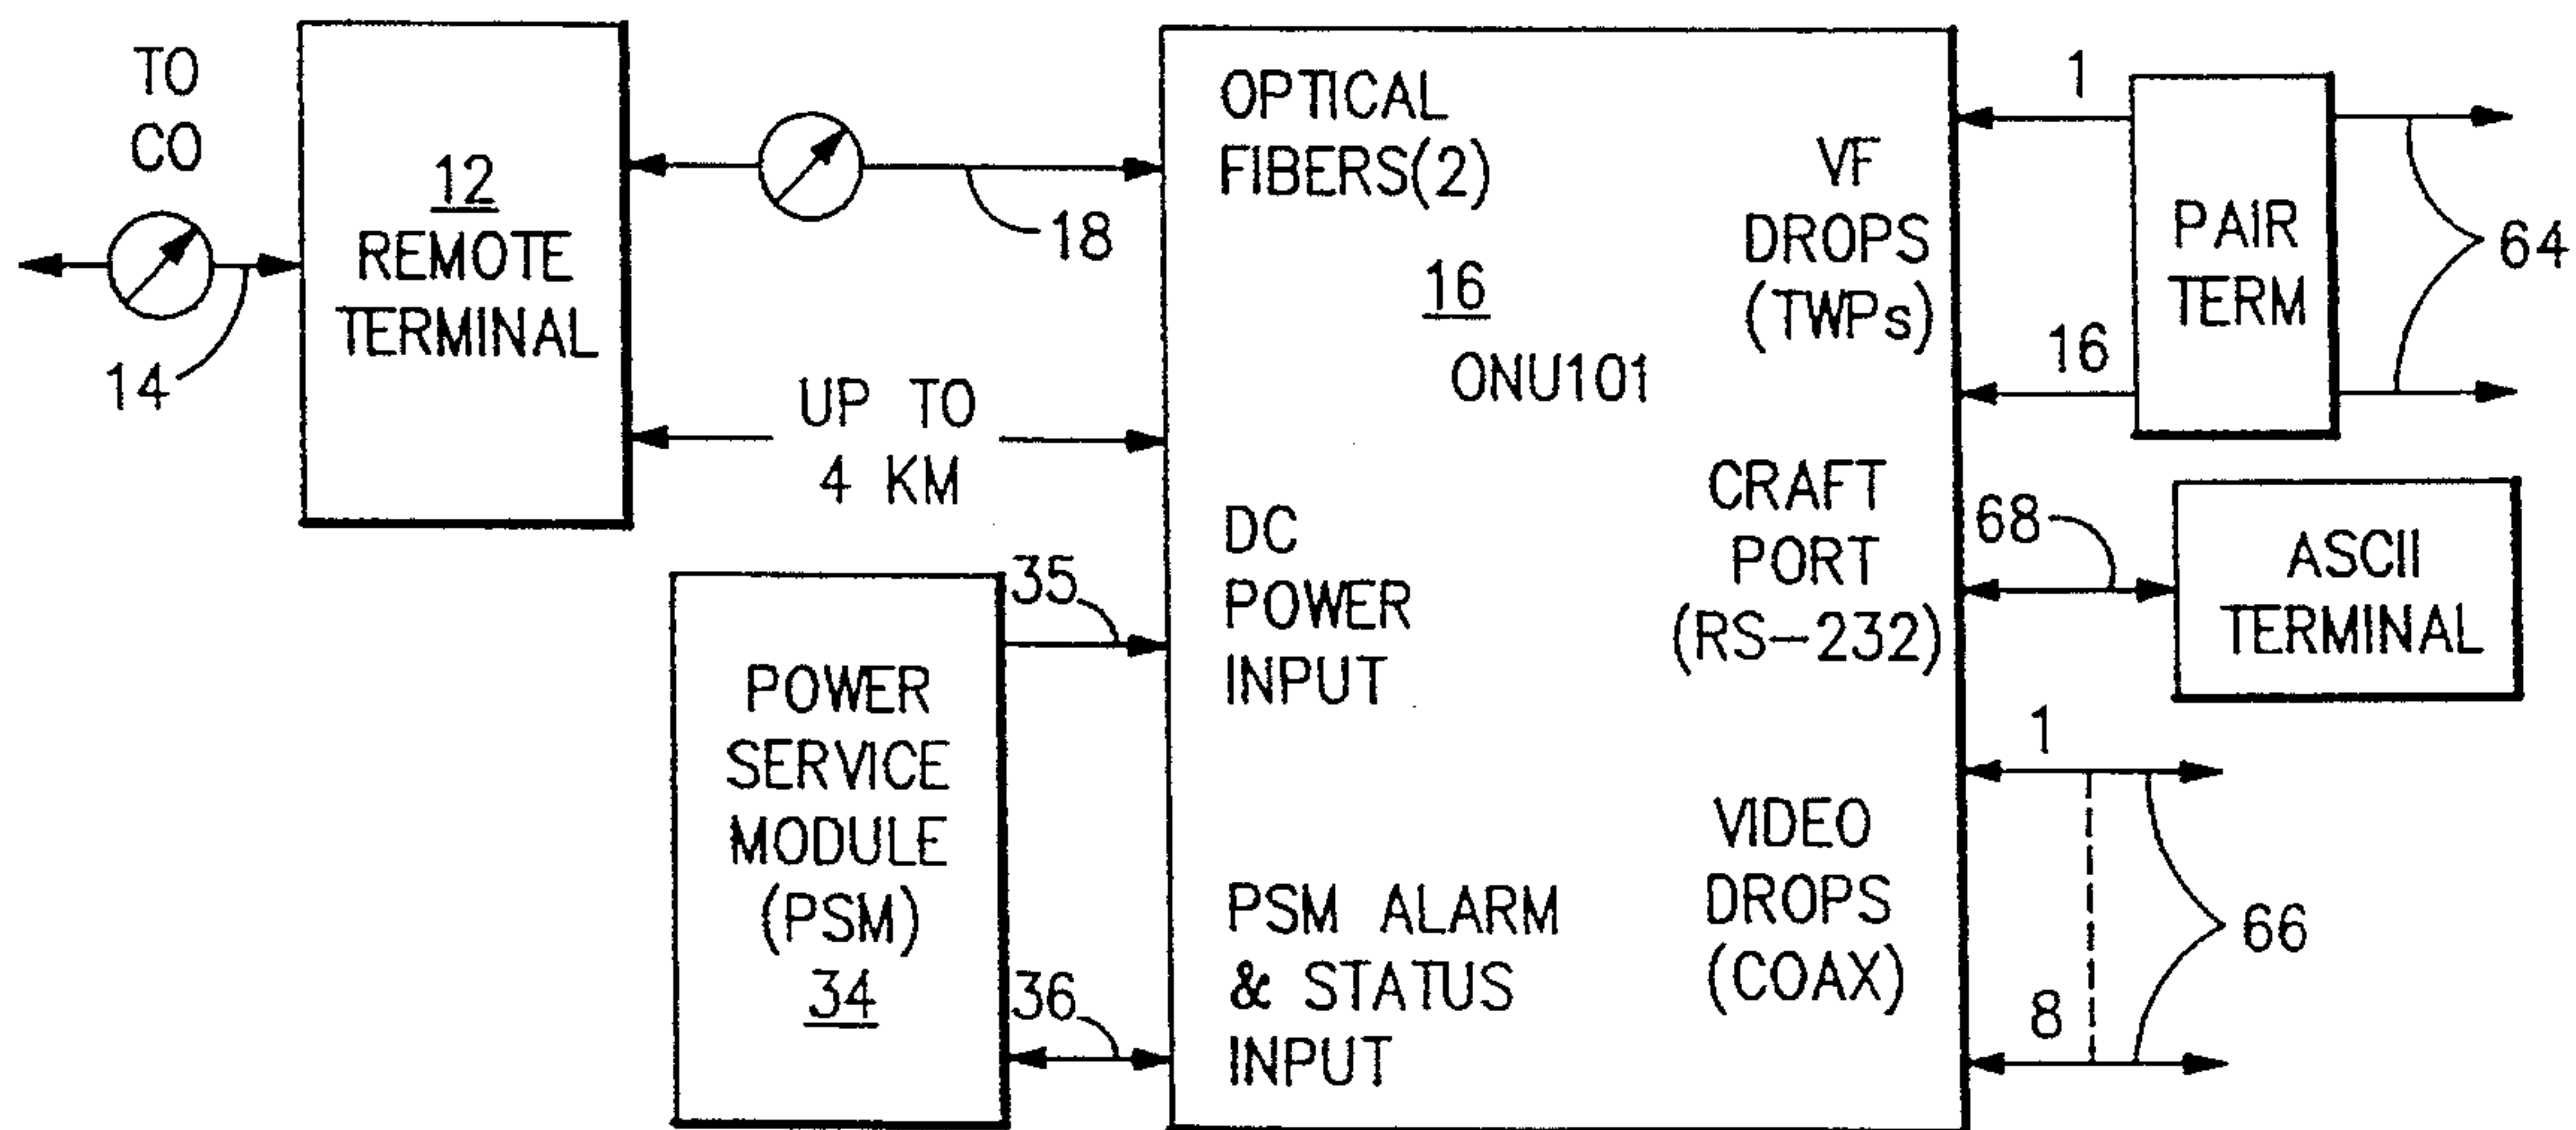 TO
CO
14
12
REMOTE
TERMINAL
18
UP TO
4 KM
POWER
SERVICE
MODULE
(PSM)
34
35
36
OPTICAL
FIBERS(2)
16
ONU101
DC
POWER
INPUT
PSM ALARM
& STATUS
INPUT
VF
DROPS
(TWPs)
CRAFT
PORT
(RS-232)
VIDEO
DROPS
(COAX)
1
16
PAIR
TERM
64
68
ASCII
TERMINAL
1
8
66